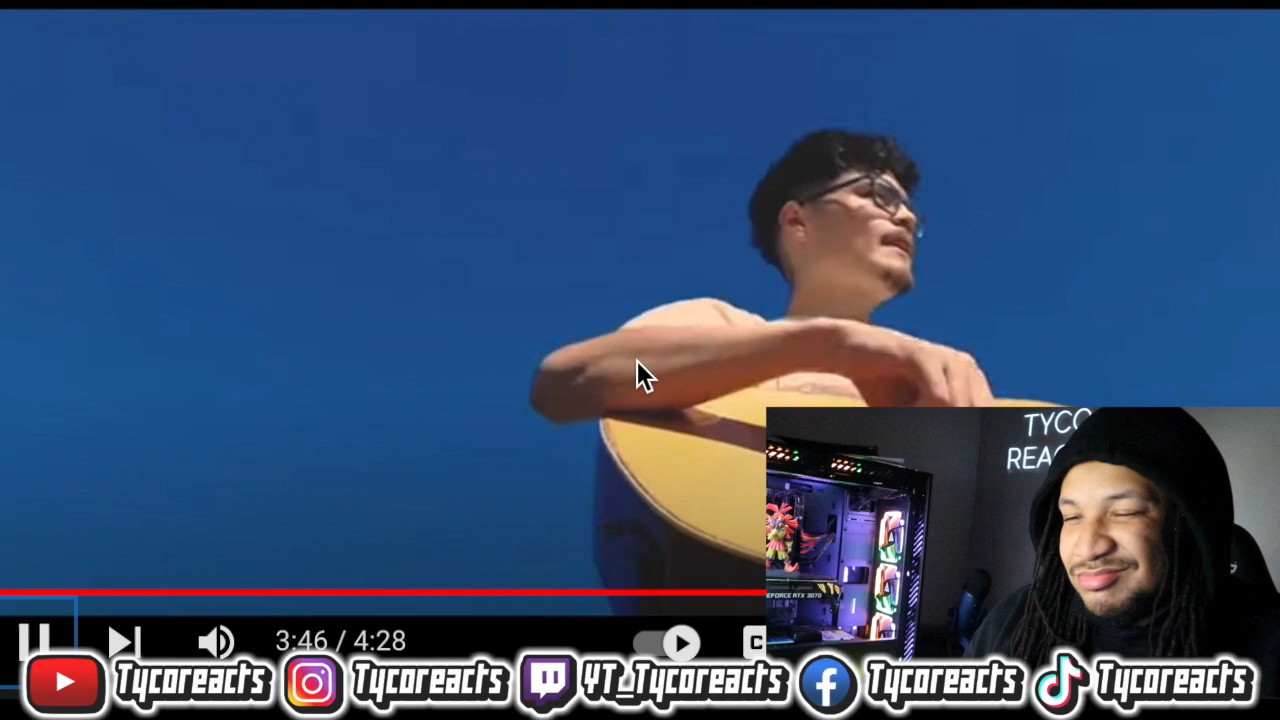 TYCO
REAC
EFORCE RTX 3070
3:46 / 4:28
Tycoreacts Tycoreacts YT_Tycoreacts Tycoreacts Tycoreacts